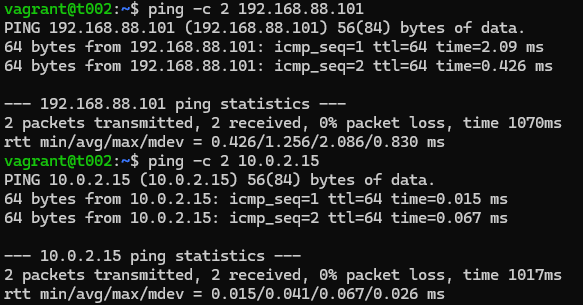 vagrant@t002:~$ ping -c 2 192.168.88.101
PING 192.168.88.101 (192.168.88.101) 56(84) bytes of data.
64 bytes from 192.168.88.101: icmp_seq=1 ttl=64 time=2.09 ms
64 bytes from 192.168.88.101: icmp_seq=2 ttl=64 time=0.426 ms

--- 192.168.88.101 ping statistics ---
2 packets transmitted, 2 received, 0% packet loss, time 1070ms
rtt min/avg/max/mdev = 0.426/1.256/2.086/0.830 ms
vagrant@t002:~$ ping -c 2 10.0.2.15
PING 10.0.2.15 (10.0.2.15) 56(84) bytes of data.
64 bytes from 10.0.2.15: icmp_seq=1 ttl=64 time=0.015 ms
64 bytes from 10.0.2.15: icmp_seq=2 ttl=64 time=0.067 ms

--- 10.0.2.15 ping statistics ---
2 packets transmitted, 2 received, 0% packet loss, time 1017ms
rtt min/avg/max/mdev = 0.015/0.041/0.067/0.026 ms